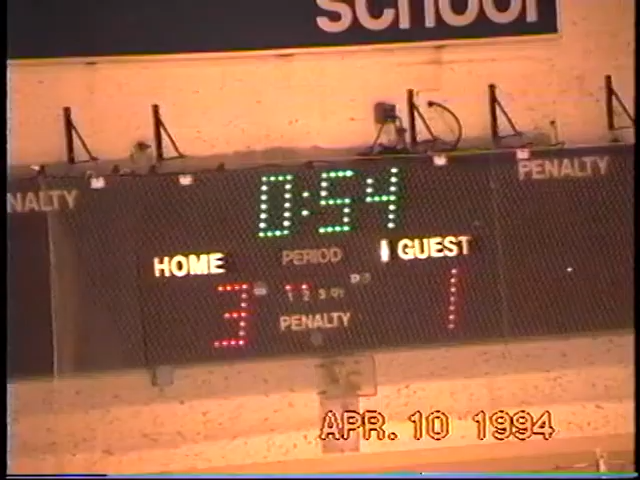 SCHOOL
NALTY
PENALTY
0:54
HOME
PERIOD
GUEST
3
1 2 3 OT
1
PENALTY
APR. 10 1994